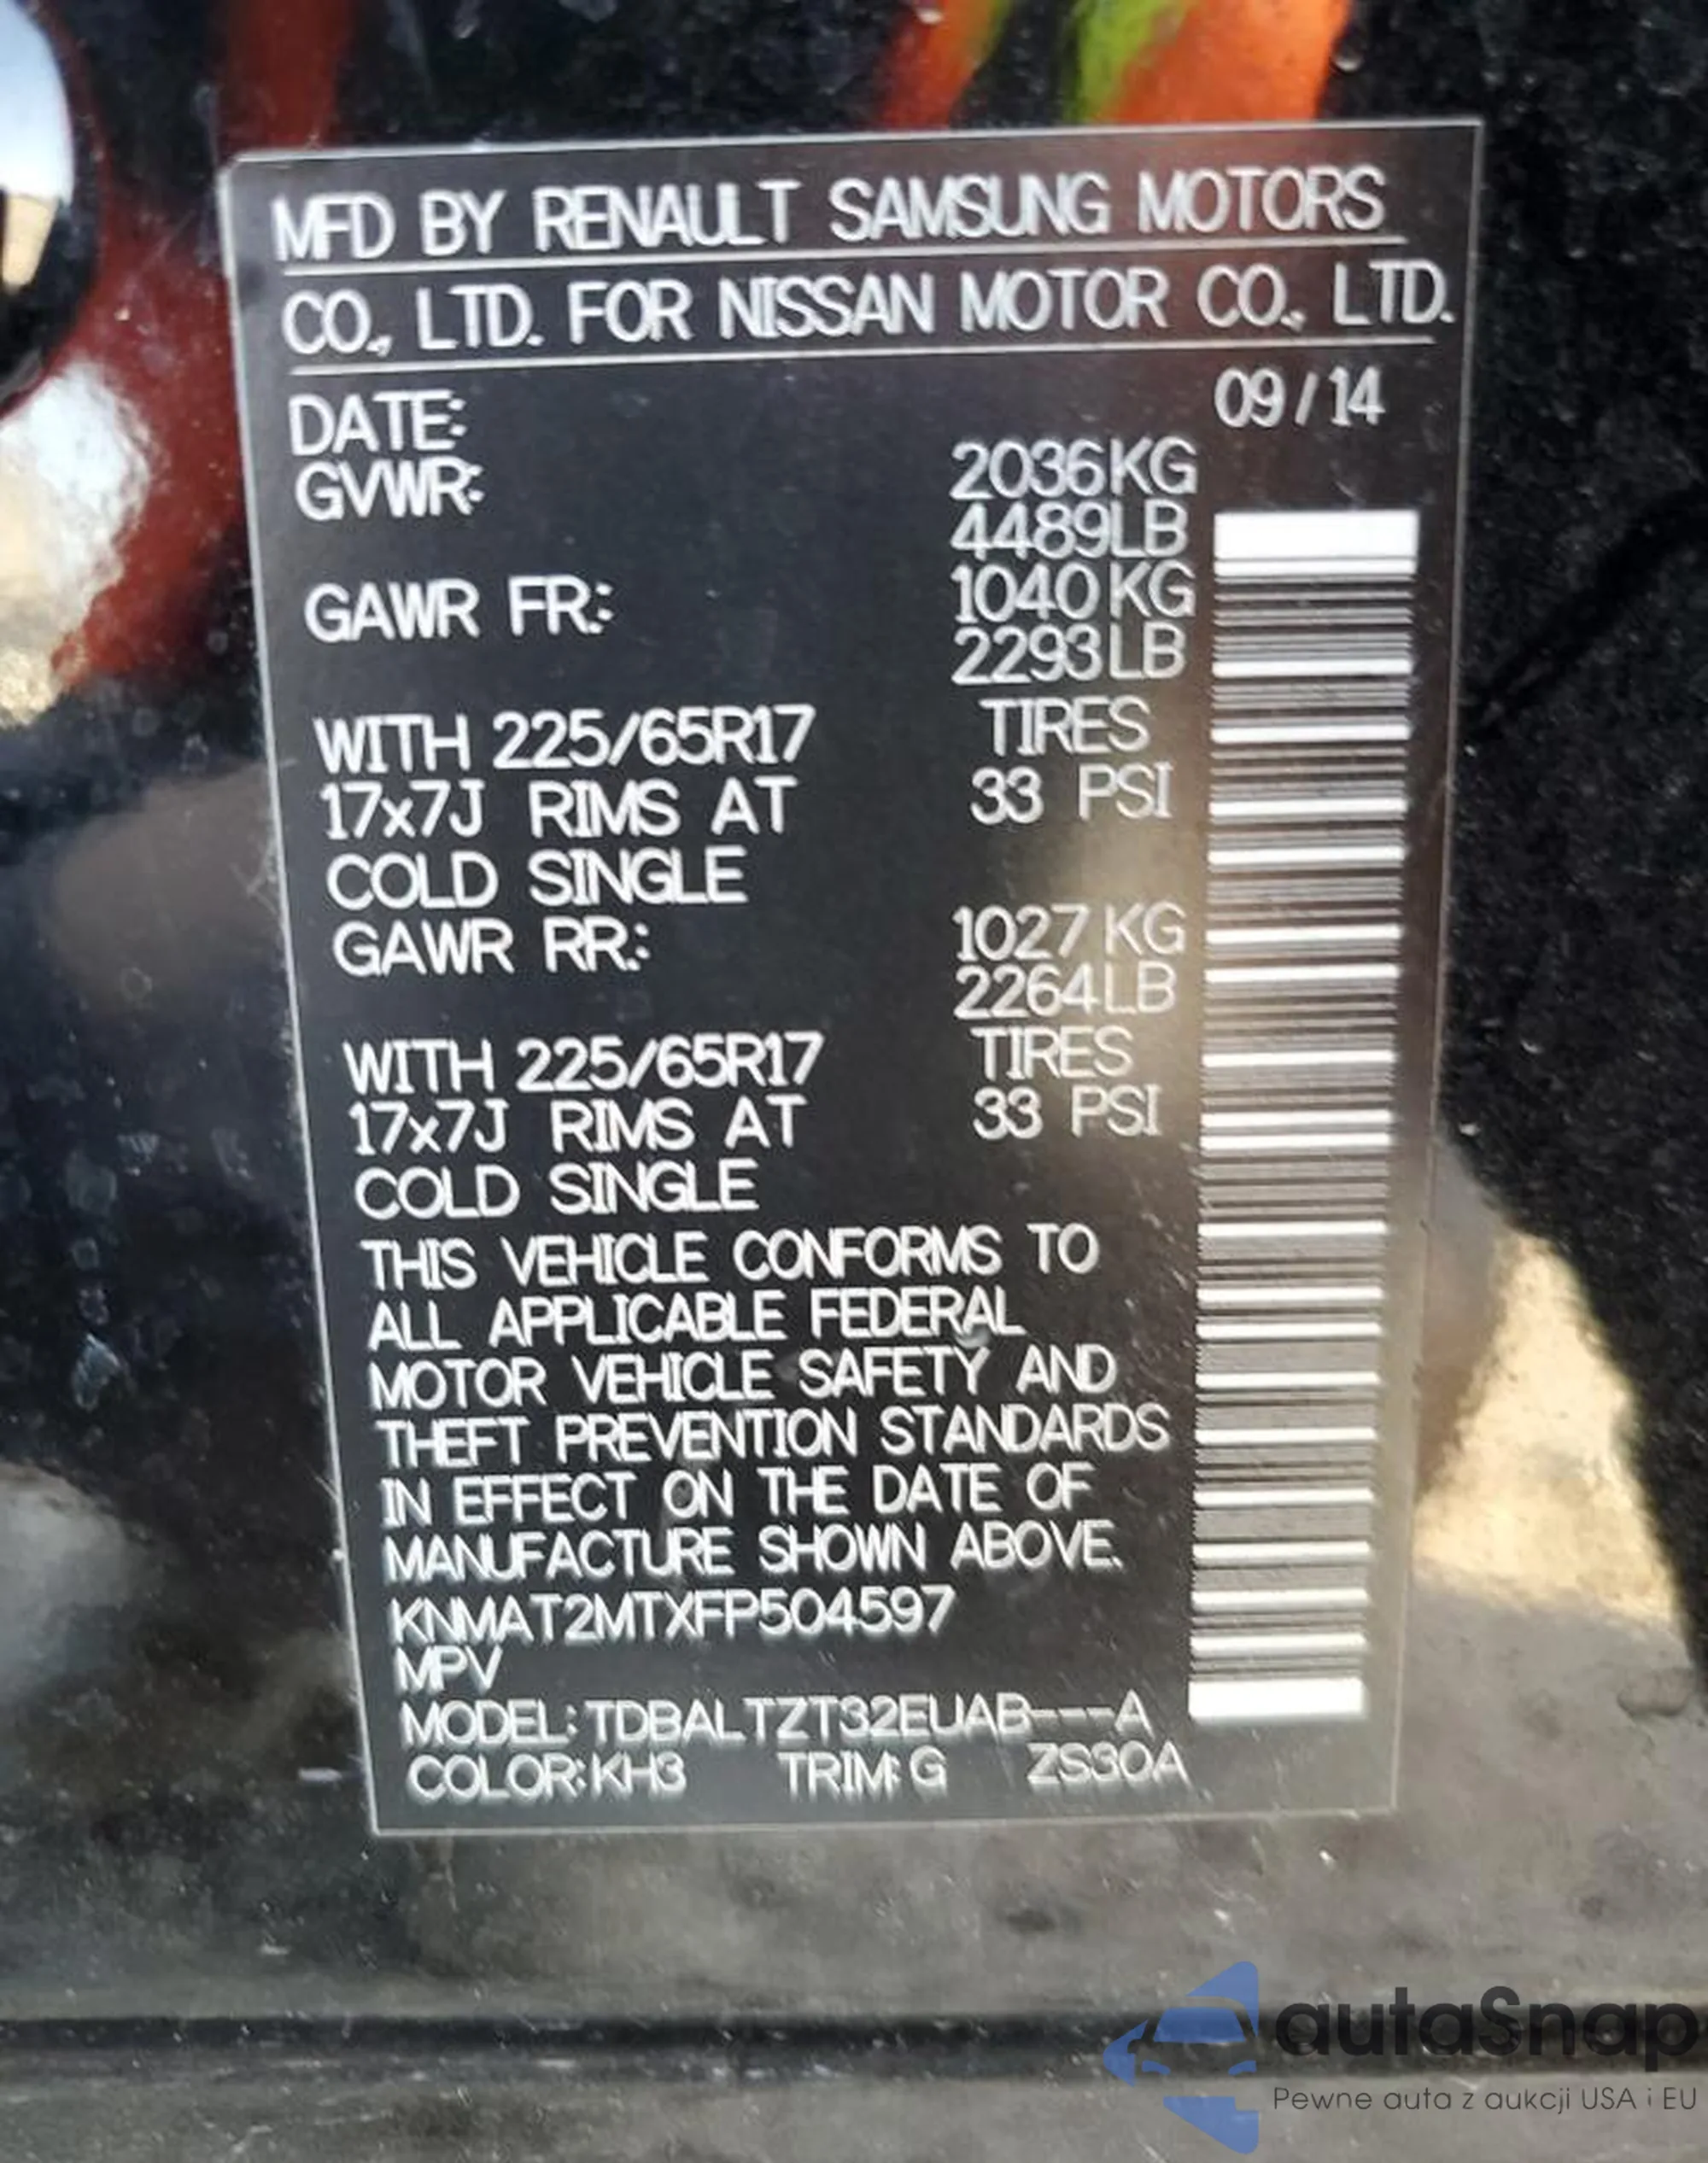 MFD BY RENAULT SAMSUNG MOTORS
CO., LTD. FOR NISSAN MOTOR CO., LTD.
DATE: 09/14
GVWR: 2036KG
4489LB
GAWR FR.: 1040KG
2293LB
WITH 225/65R17 TIRES
17x7J RIMS AT 33 PSI
COLD SINGLE
GAWR RR.: 1027KG
2264LB
WITH 225/65R17 TIRES
17x7J RIMS AT 33 PSI
COLD SINGLE
THIS VEHICLE CONFORMS TO
ALL APPLICABLE FEDERAL
MOTOR VEHICLE SAFETY AND
THEFT PREVENTION STANDARDS
IN EFFECT ON THE DATE OF
MANUFACTURE SHOWN ABOVE.
KNMAT2MTXFP504597
MPV
MODEL:TDBALTZT32EUAB---A
COLOR:KH3 TRIM:G ZS30A
autaSnap
Pewne auta z aukcji USA i EU